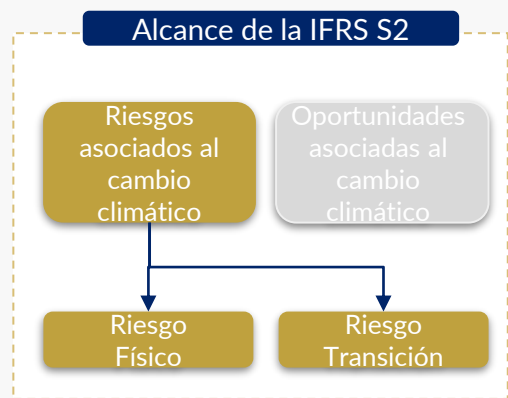 Alcance de la IFRS S2
Riesgos
asociados al
cambio
climático
Oportunidades
asociadas al
cambio
climático
Riesgo
Físico
Riesgo
Transición